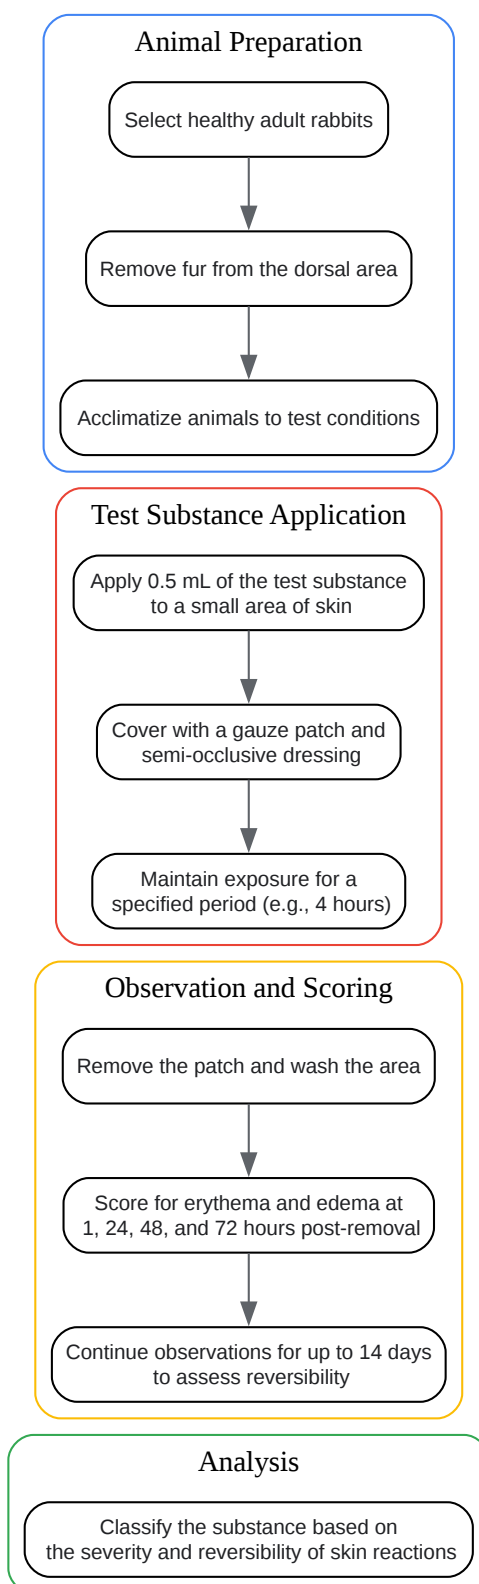 Animal Preparation
Select healthy adult rabbits
Remove fur from the dorsal area
Acclimatize animals to test conditions
Test Substance Application
Apply 0.5 mL of the test substance
to a small area of skin
Cover with a gauze patch and
semi-occlusive dressing
Maintain exposure for a
specified period (e.g., 4 hours)
Observation and Scoring
Remove the patch and wash the area
Score for erythema and edema at
1, 24, 48, and 72 hours post-removal
Continue observations for up to 14 days
to assess reversibility
Analysis
Classify the substance based on
the severity and reversibility of skin reactions